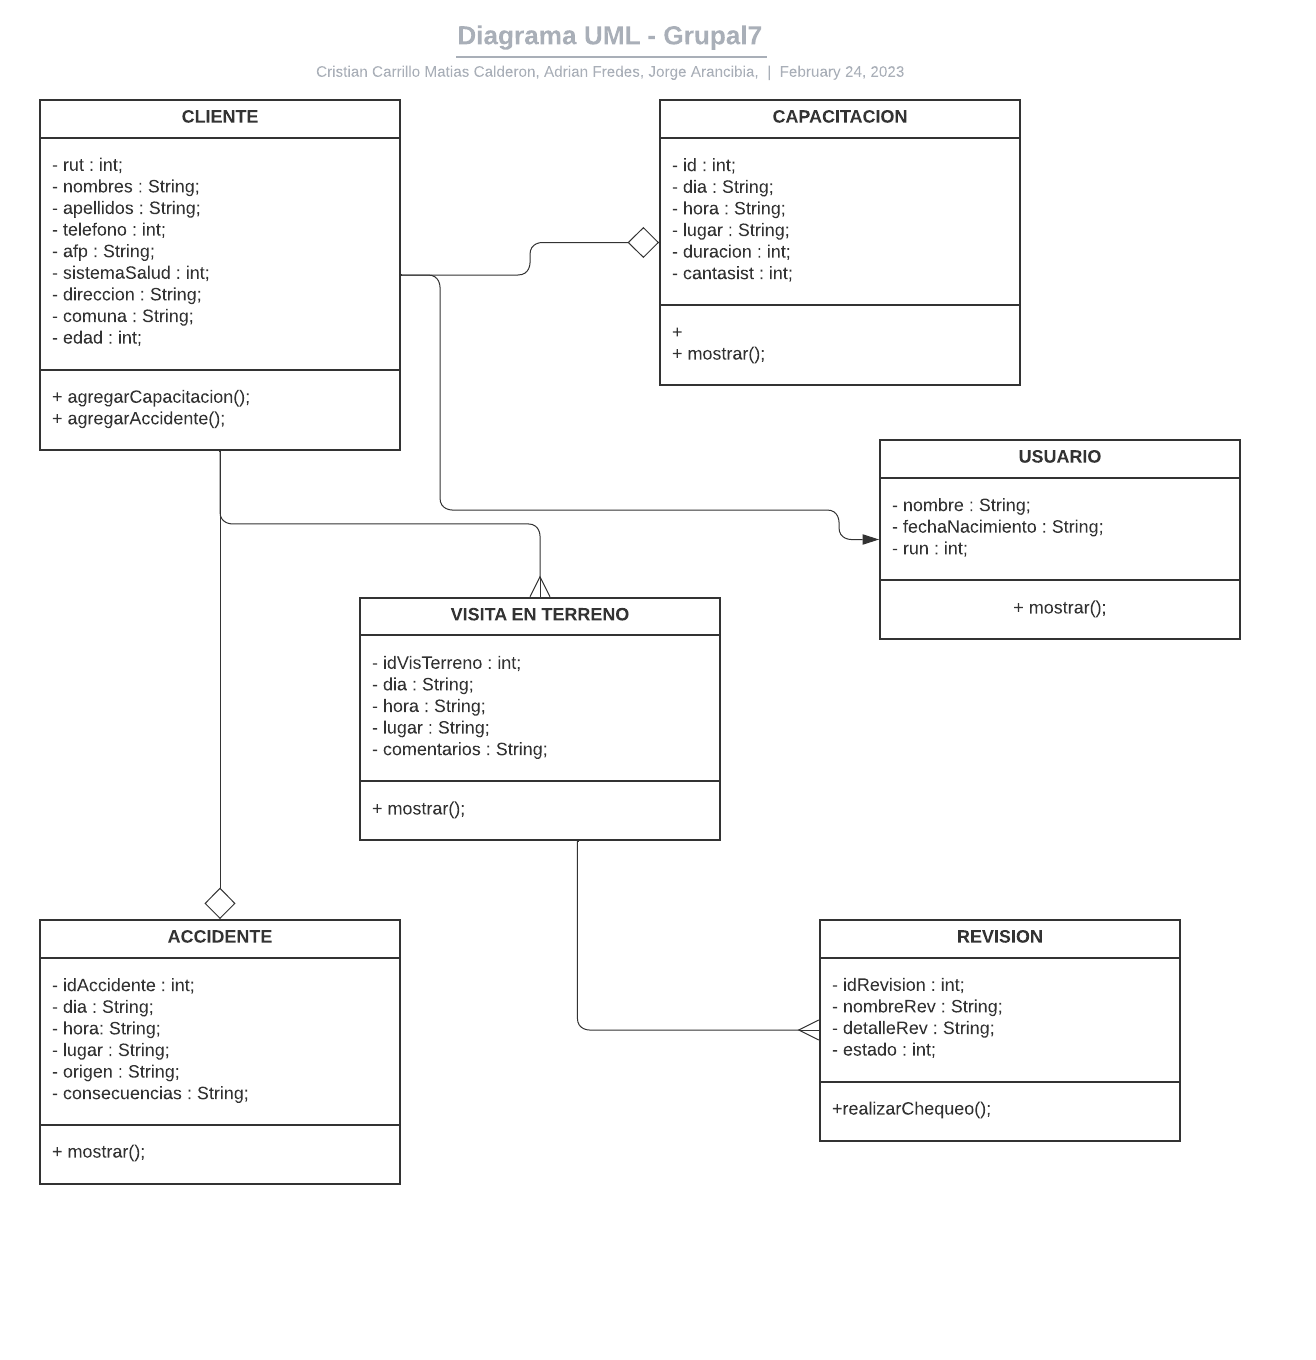 Diagrama UML - Grupal7
Cristian Carrillo Matias Calderon, Adrian Fredes, Jorge Arancibia, | February 24, 2023
CLIENTE
- rut : int;
- nombres : String;
- apellidos : String;
- telefono : int;
- afp : String;
- sistemaSalud : int;
- direccion : String;
- comuna : String;
- edad : int;
+ agregarCapacitacion();
+ agregarAccidente();
CAPACITACION
- id : int;
- dia : String;
- hora : String;
- lugar : String;
- duracion : int;
- cantasist : int;
+
+ mostrar();
USUARIO
- nombre : String;
- fechaNacimiento : String;
- run : int;
+ mostrar();
VISITA EN TERRENO
- idVisTerreno : int;
- dia : String;
- hora : String;
- lugar : String;
- comentarios : String;
+ mostrar();
ACCIDENTE
- idAccidente : int;
- dia : String;
- hora: String;
- lugar : String;
- origen : String;
- consecuencias : String;
+ mostrar();
REVISION
- idRevision : int;
- nombreRev : String;
- detalleRev : String;
- estado : int;
+realizarChequeo();